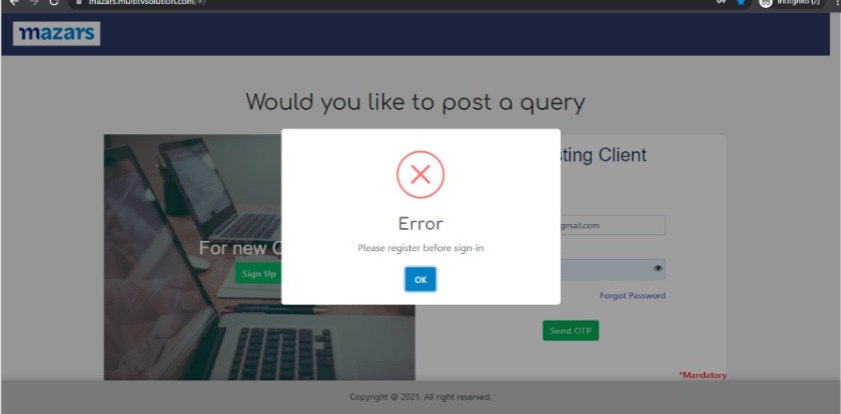 mazars.multitvsolution.com/#/
Incognito (2)
mazars
Would you like to post a query
For new C
Sign Up
sting Client
gmail.com
Forgot Password
Send OTP
*Mandatory
Error
Please register before sign-in
OK
Copyright @ 2021. All right reserved.